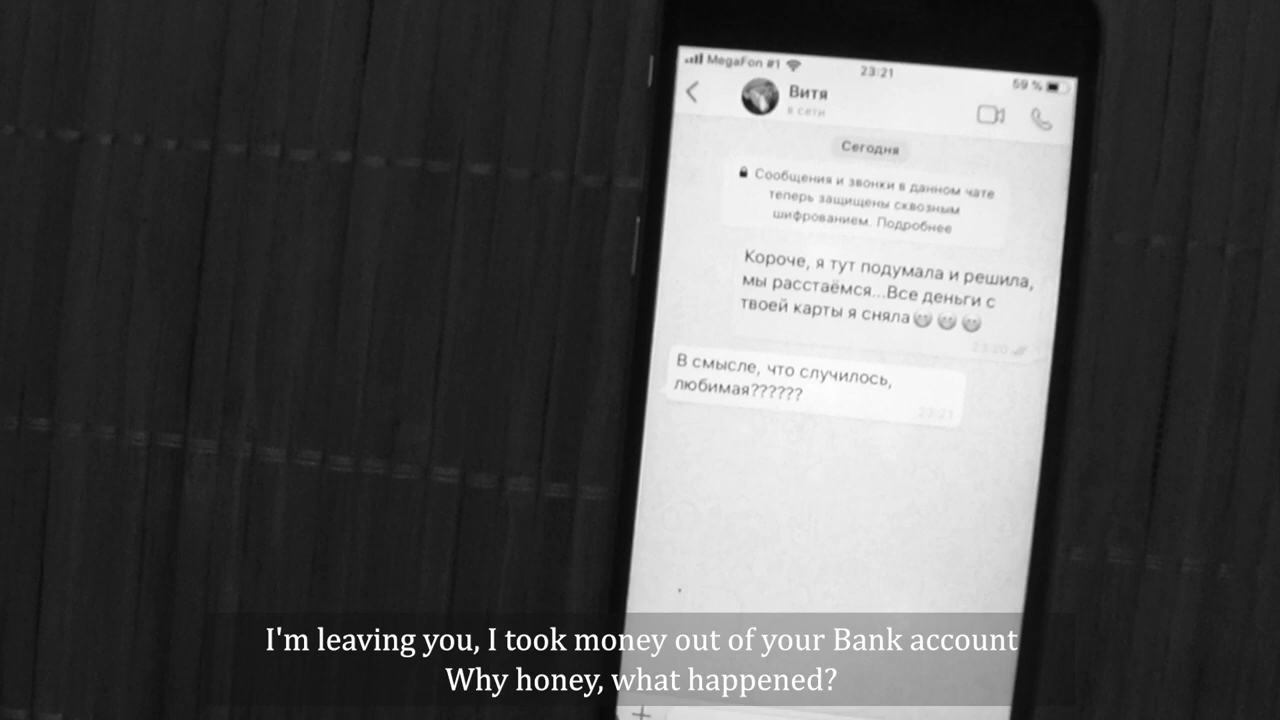 MegaFon #1
23:21
59 %
Витя
в сети
Сегодня
Сообщения и звонки в данном чате
теперь защищены сквозным
шифрованием. Подробнее
Короче, я тут подумала и решила,
мы расстаёмся...Все деньги с
твоей карты я сняла😁😁😁
23:20
В смысле, что случилось,
любимая??????
23:21
I'm leaving you, I took money out of your Bank account
Why honey, what happened?